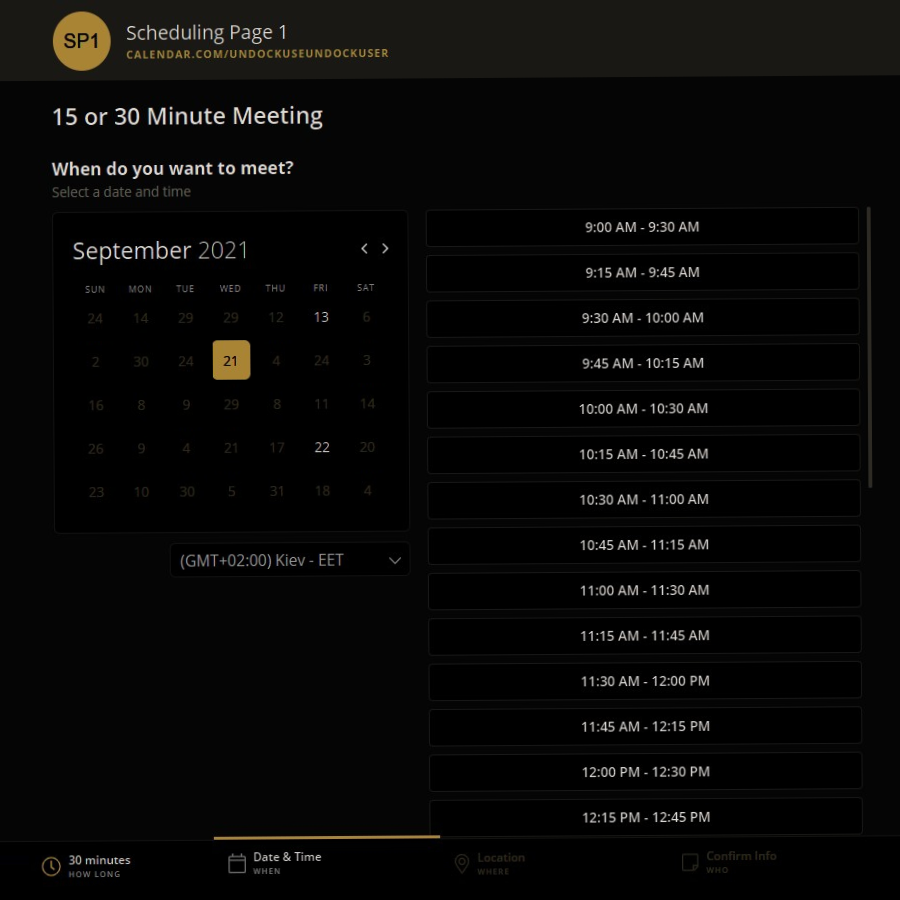 SP1
Scheduling Page 1
CALENDAR.COM/UNDOCKUSEUNDOCKUSER
15 or 30 Minute Meeting
When do you want to meet?
Select a date and time
September 2021
SUN MON TUE WED THU FRI SAT
24 14 29 29 12 13 6
2 30 24 21 4 24 3
16 8 9 29 8 11 14
26 9 4 21 17 22 20
23 10 30 5 31 18 4
(GMT+02:00) Kiev - EET
9:00 AM - 9:30 AM
9:15 AM - 9:45 AM
9:30 AM - 10:00 AM
9:45 AM - 10:15 AM
10:00 AM - 10:30 AM
10:15 AM - 10:45 AM
10:30 AM - 11:00 AM
10:45 AM - 11:15 AM
11:00 AM - 11:30 AM
11:15 AM - 11:45 AM
11:30 AM - 12:00 PM
11:45 AM - 12:15 PM
12:00 PM - 12:30 PM
12:15 PM - 12:45 PM
30 minutes
HOW LONG
Date & Time
WHEN
Location
WHERE
Confirm Info
WHO